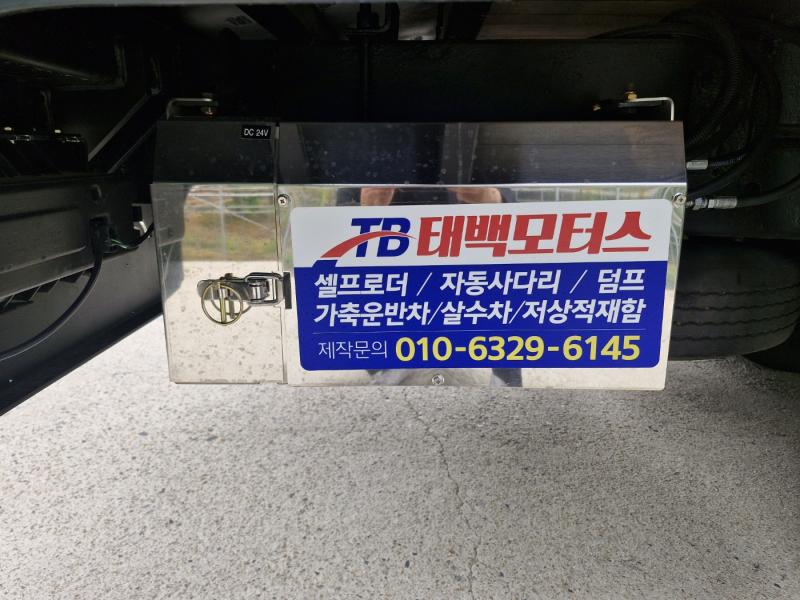 DC 24V
TB 태백모터스
셀프로더 / 자동사다리 / 덤프
가축운반차/살수차/저상적재함
제작문의 010-6329-6145